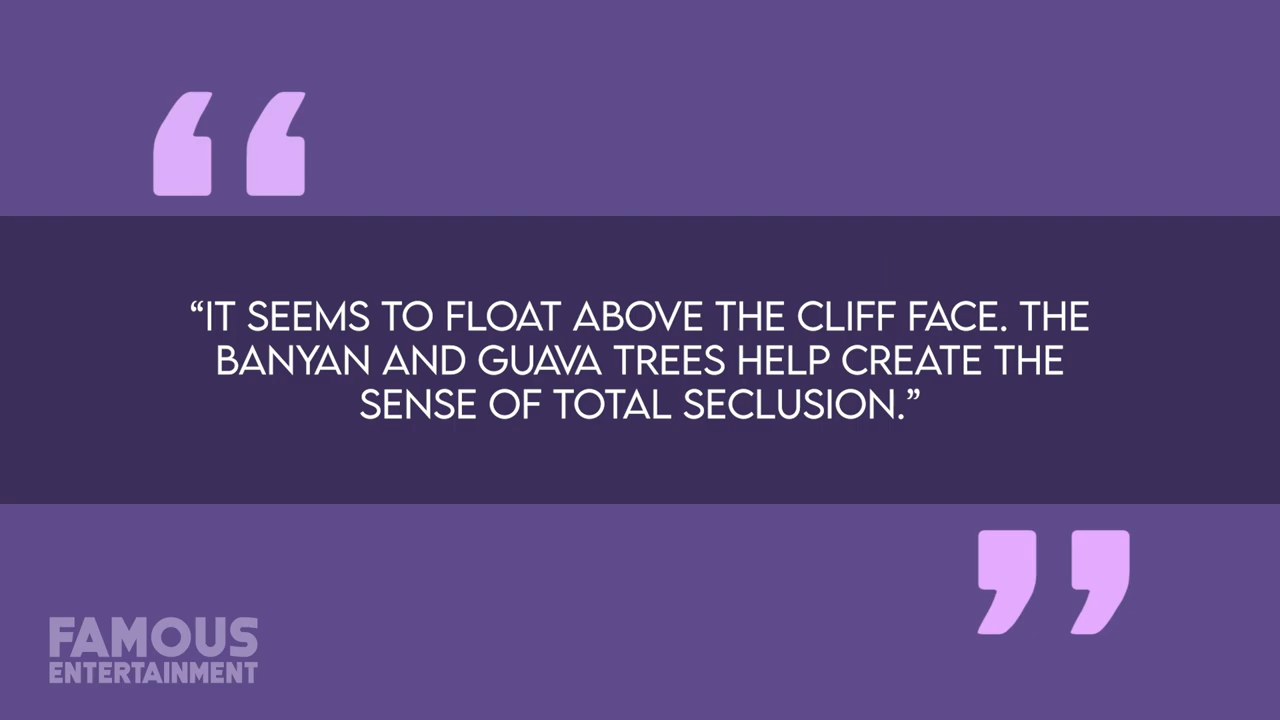 “IT SEEMS TO FLOAT ABOVE THE CLIFF FACE. THE
BANYAN AND GUAVA TREES HELP CREATE THE
SENSE OF TOTAL SECLUSION.”
FAMOUS
ENTERTAINMENT